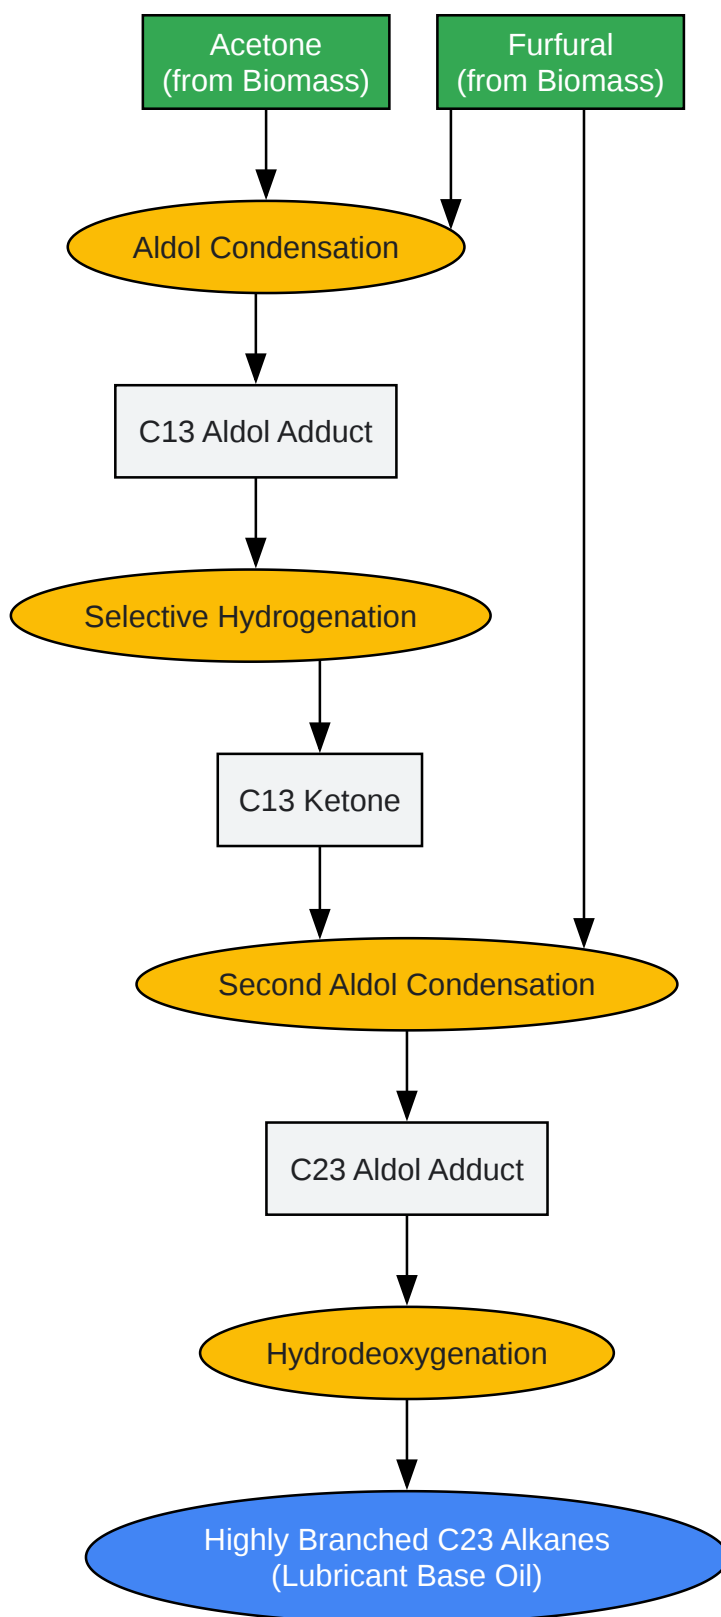 Acetone
(from Biomass)
Furfural
(from Biomass)
Aldol Condensation
C13 Aldol Adduct
Selective Hydrogenation
C13 Ketone
Second Aldol Condensation
C23 Aldol Adduct
Hydrodeoxygenation
Highly Branched C23 Alkanes
(Lubricant Base Oil)